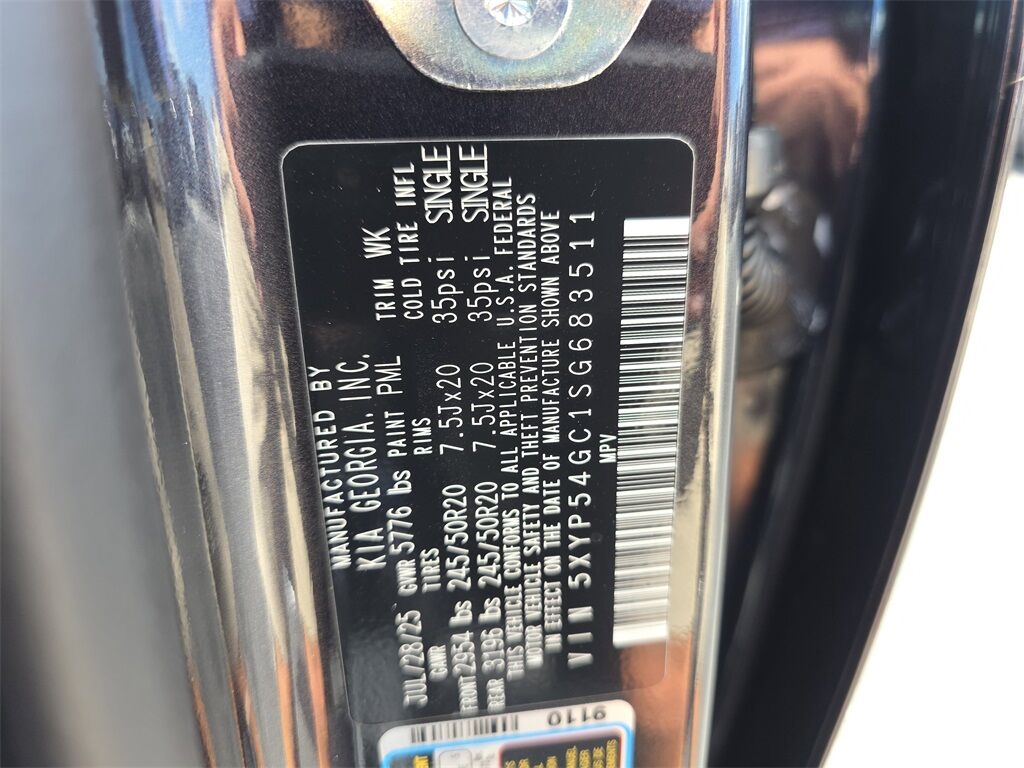 MANUFACTURED BY
KIA GEORGIA, INC.
JUL/28/25 GVWR 5776 lbs PAINT PML TRIM WK
GAWR TIRES RIMS COLD TIRE INFL
FRONT 2954 lbs 245/50R20 7.5Jx20 35psi SINGLE
REAR 3196 lbs 245/50R20 7.5Jx20 35psi SINGLE
THIS VEHICLE CONFORMS TO ALL APPLICABLE U.S.A. FEDERAL
MOTOR VEHICLE SAFETY AND THEFT PREVENTION STANDARDS
IN EFFECT ON THE DATE OF MANUFACTURE SHOWN ABOVE
VIN 5XYP54GC1SG683511
MPV
9110